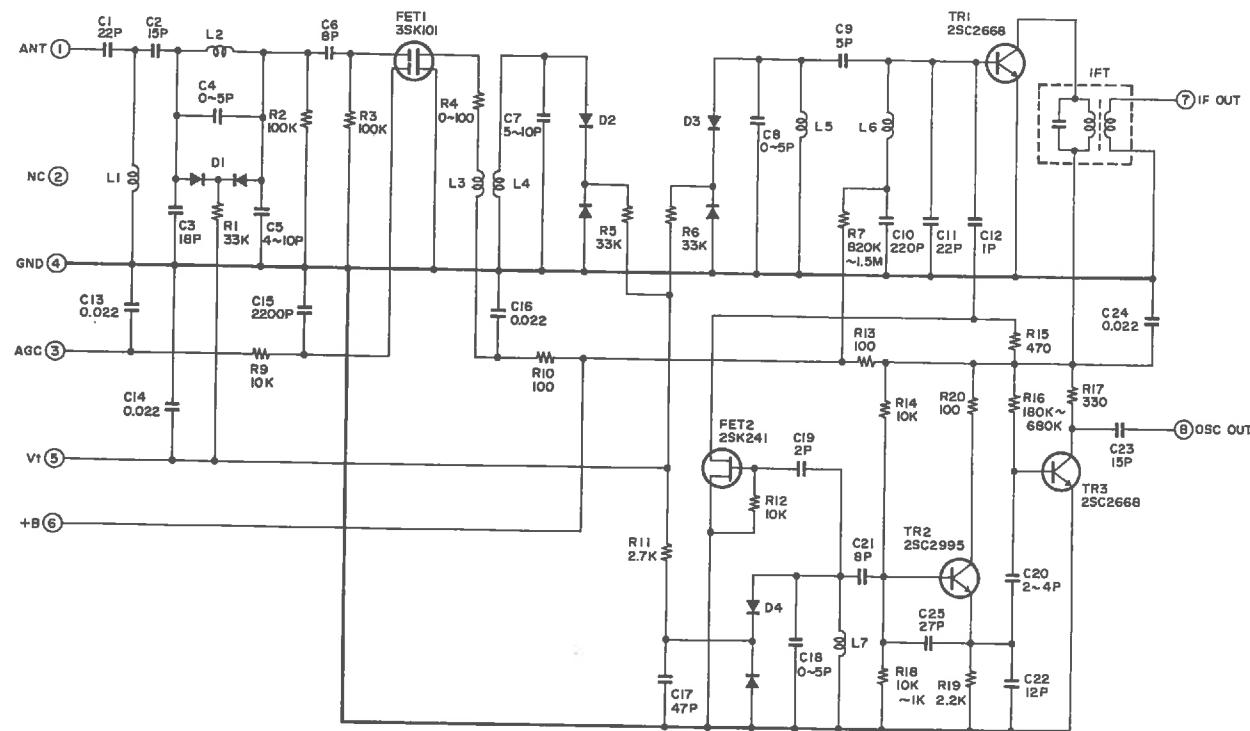 C1
22P
C2
15P
L2
C6
8P
FET1
3SK101
C9
5P
TR1
2SC2668
ANT 1
C4
0~5P
R2
100K
R3
100K
R4
0~100
C7
5~10P
D2
D3
C8
0~5P
L5
L6
IFT
7 IF OUT
NC 2
L1
D1
L3
L4
C3
18P
R1
33K
C5
4~10P
R5
33K
R6
33K
R7
820K
~1.5M
C10
220P
C11
22P
C12
1P
GND 4
C13
0.022
C15
2200P
C16
0.022
R13
100
R15
470
C24
0.022
AGC 3
R9
10K
R10
100
C14
0.022
R14
10K
R20
100
R16
180K~
680K
R17
330
FET2
2SK241
C19
2P
8 OSC OUT
C23
15P
Vt 5
R12
10K
TR3
2SC2668
+B 6
R11
2.7K
C21
8P
TR2
2SC2995
D4
C20
2~4P
C25
27P
C18
0~5P
L7
C17
47P
R18
10K
~1K
R19
2.2K
C22
12P